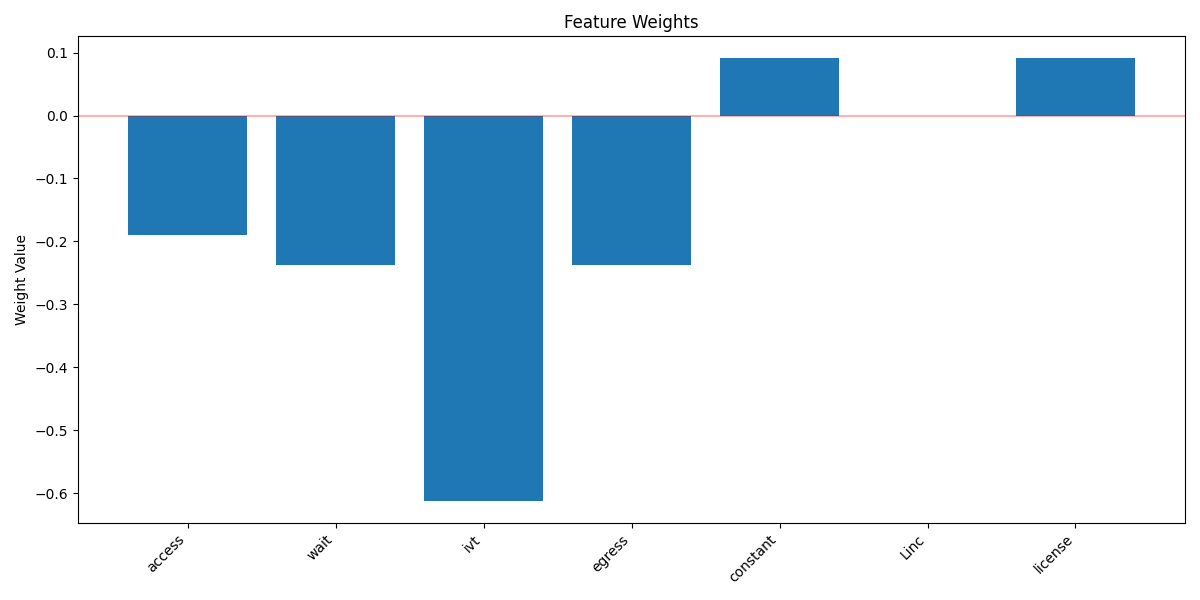 Feature Weights
Weight Value
0.1
0.0
−0.1
−0.2
−0.3
−0.4
−0.5
−0.6
access
wait
ivt
egress
constant
Linc
license